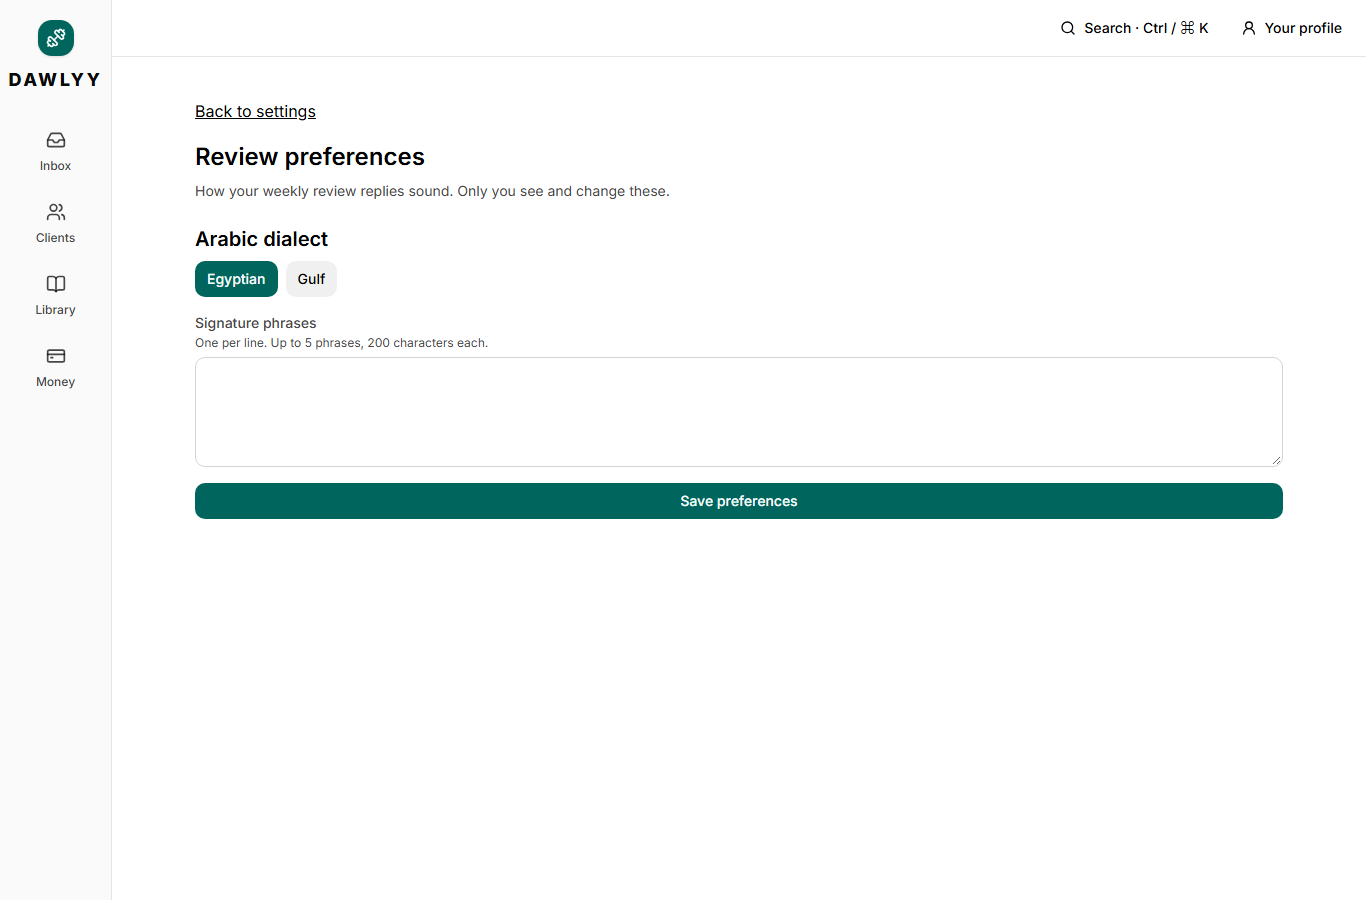 DAWLYY
Inbox
Clients
Library
Money
Search · Ctrl / ⌘ K
Your profile
Back to settings
Review preferences
How your weekly review replies sound. Only you see and change these.
Arabic dialect
Egyptian
Gulf
Signature phrases
One per line. Up to 5 phrases, 200 characters each.
Save preferences